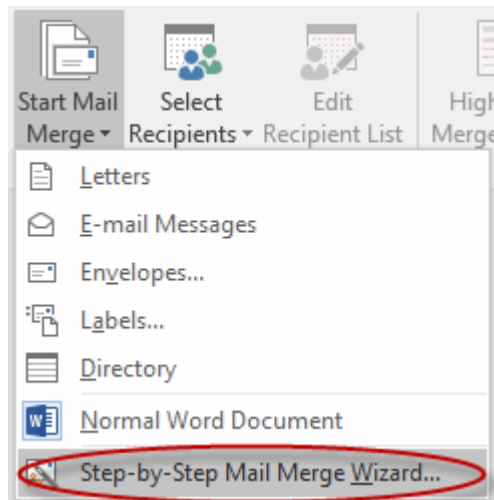 Start Mail Select Edit
Merge Recipients Recipient List
Letters
E-mail Messages
Envelopes...
Labels...
Directory
Normal Word Document
Step-by-Step Mail Merge Wizard...